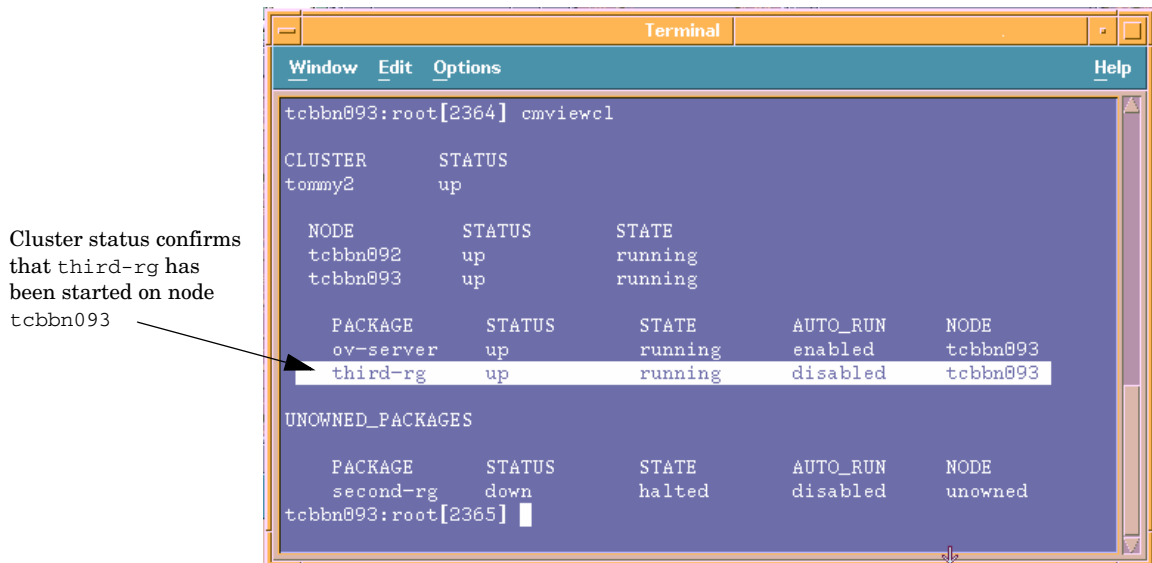 Terminal
Window Edit Options Help
tcbbn093:root[2364] cmviewcl
CLUSTER STATUS
tommy2 up
NODE STATUS STATE
tcbbn092 up running
tcbbn093 up running
PACKAGE STATUS STATE AUTO_RUN NODE
ov-server up running enabled tcbbn093
third-rg up running disabled tcbbn093
UNOWNED_PACKAGES
PACKAGE STATUS STATE AUTO_RUN NODE
second-rg down halted disabled unowned
tcbbn093:root[2365]
Cluster status confirms
that third-rg has
been started on node
tcbbn093